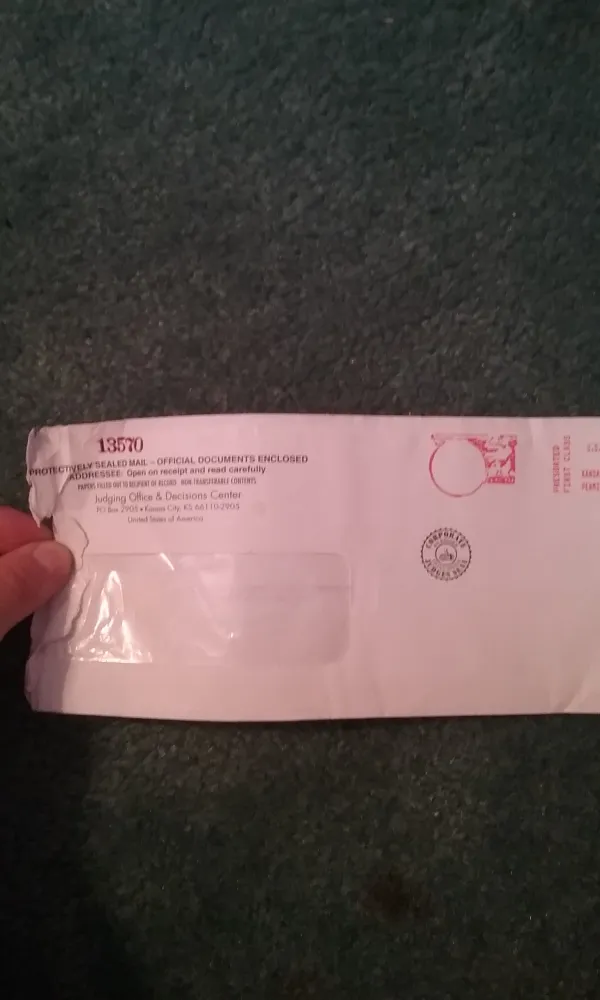 13570
PROTECTIVELY SEALED MAIL – OFFICIAL DOCUMENTS ENCLOSED
ADDRESSEE: Open on receipt and read carefully
PAPERS FILLED OUT TO RECIPIENT OF RECORD NON-TRANSFERABLE CONTENTS
Judging Office & Decisions Center
PO Box 2905 • Kansas City, KS 66110-2905
United States of America
PRESORTED
FIRST CLASS
CORPORATE
JUDGES SEAL